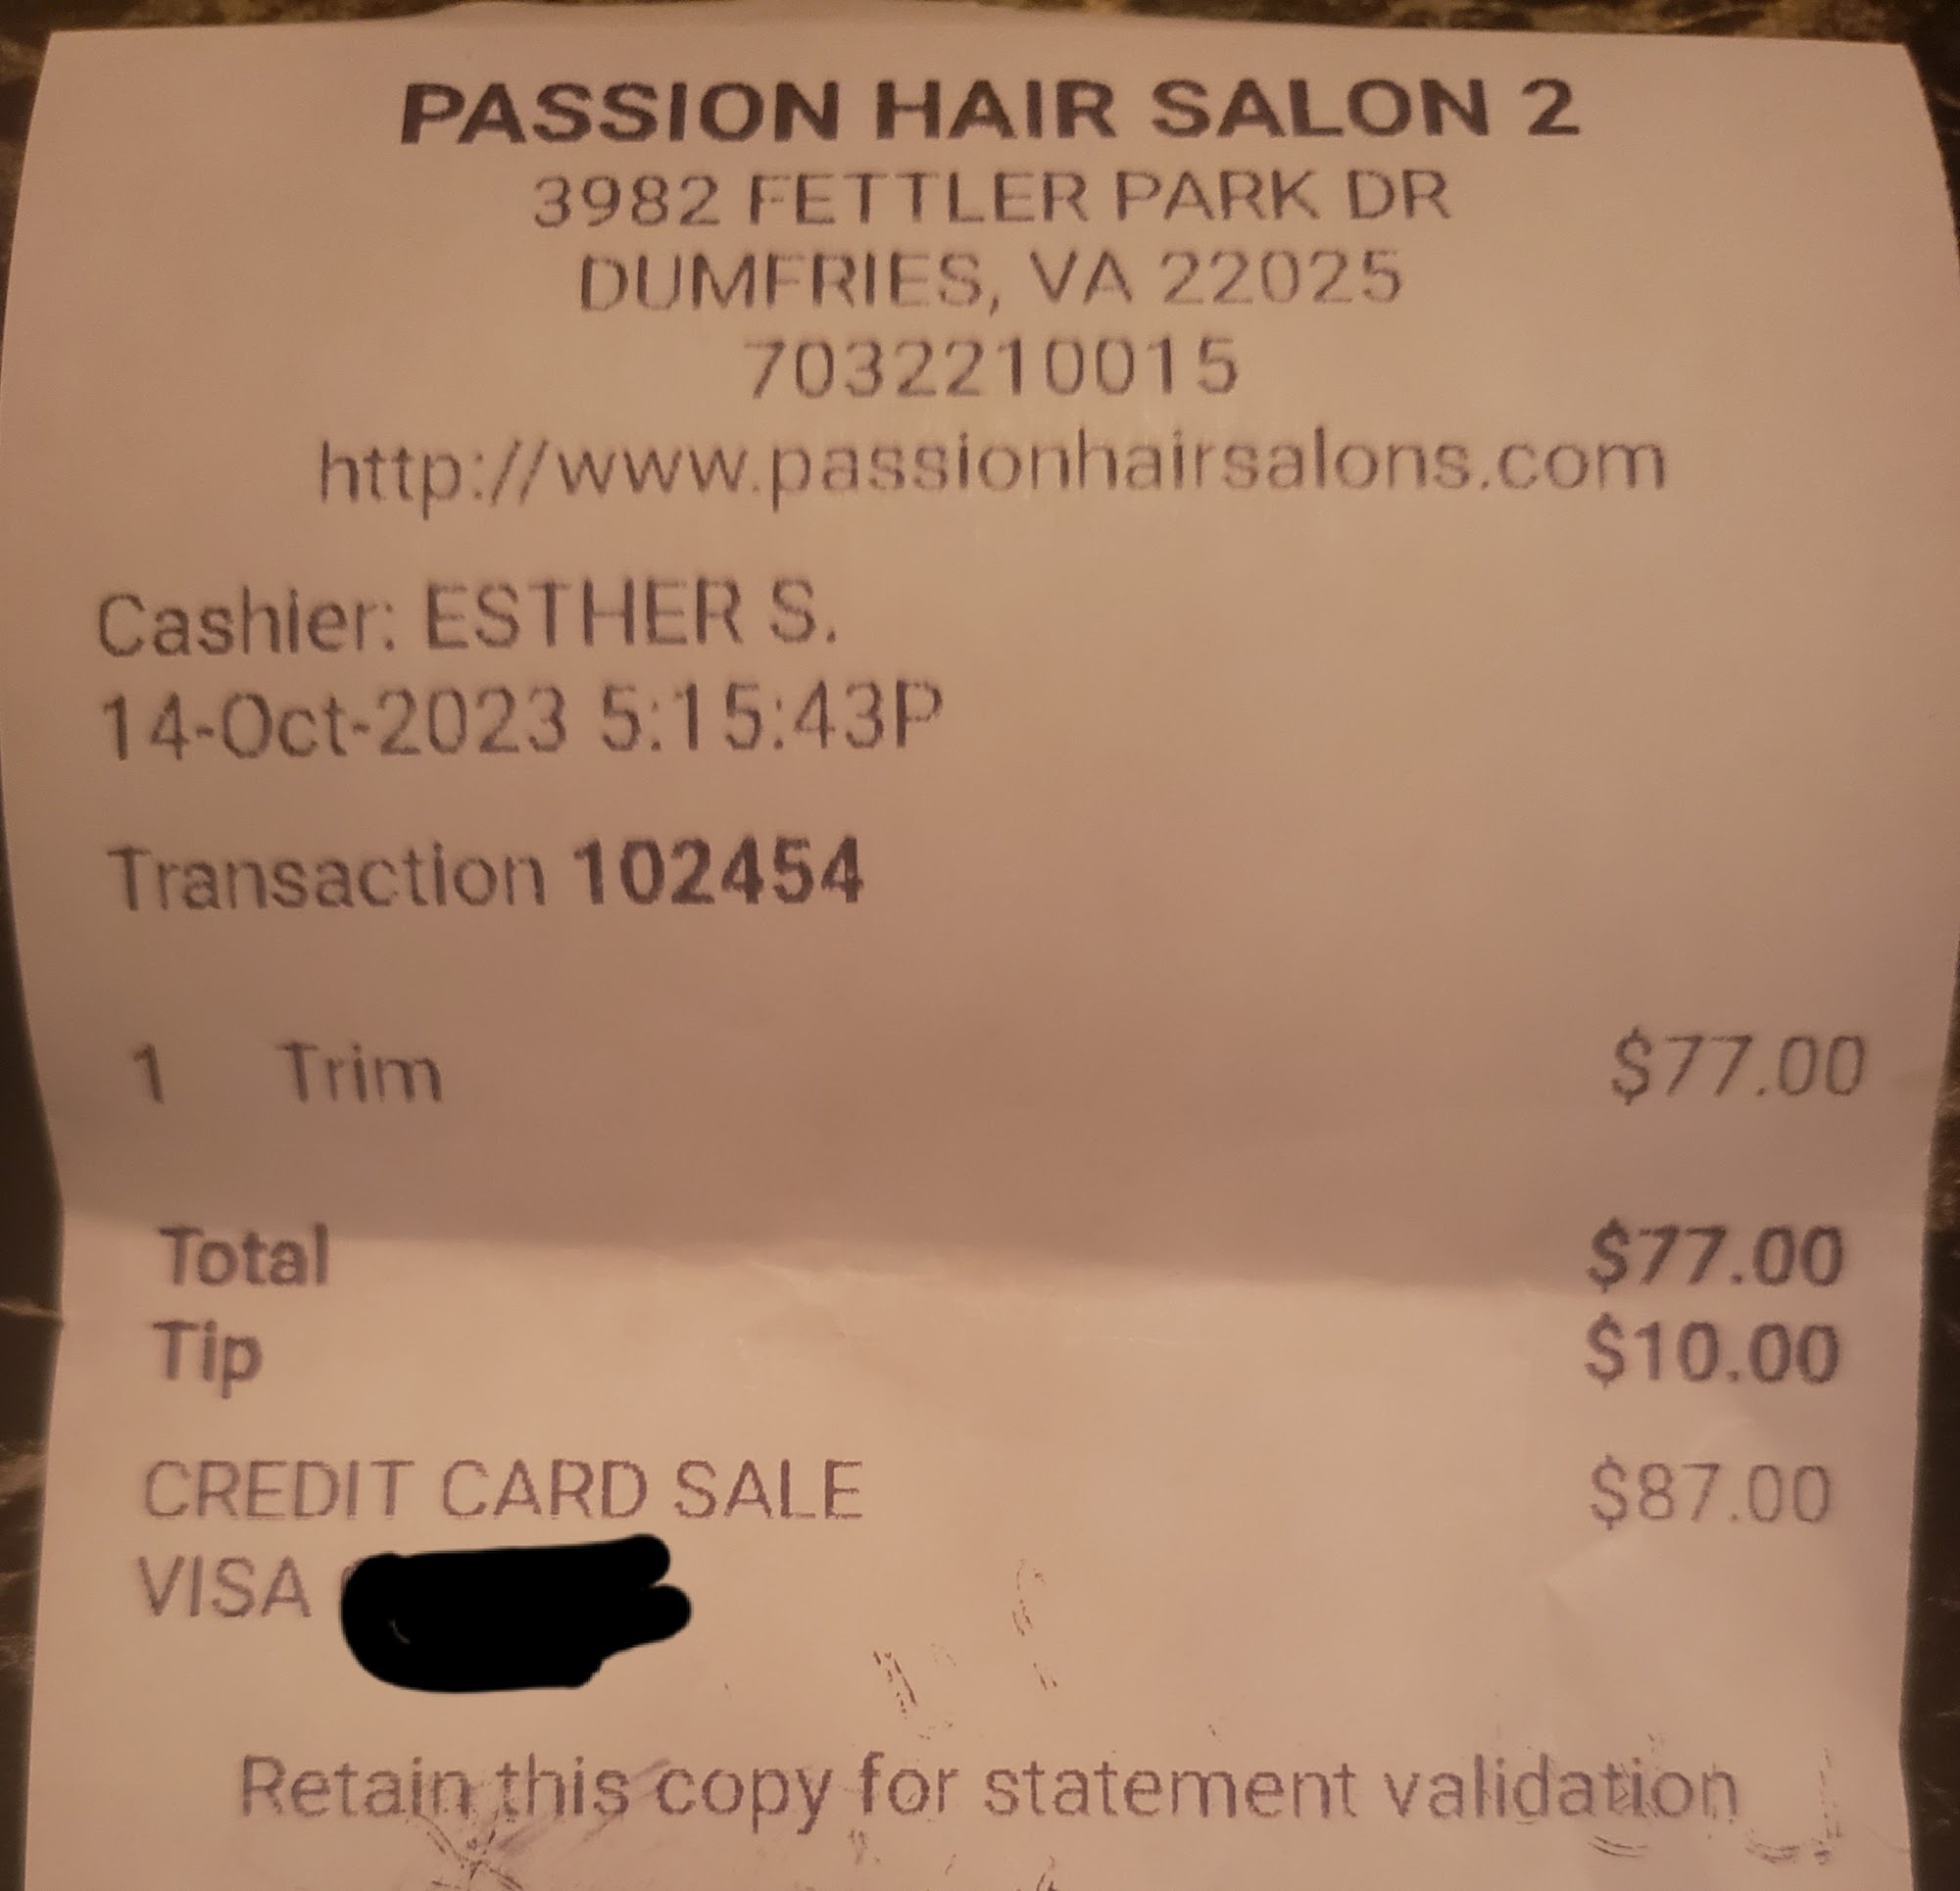 PASSION HAIR SALON 2
3982 FETTLER PARK DR
DUMFRIES, VA 22025
7032210015
http://www.passionhairsalons.com
Cashier: ESTHER S.
14-Oct-2023 5:15:43P
Transaction 102454
1 Trim $77.00
Total $77.00
Tip $10.00
CREDIT CARD SALE $87.00
VISA
Retain this copy for statement validation